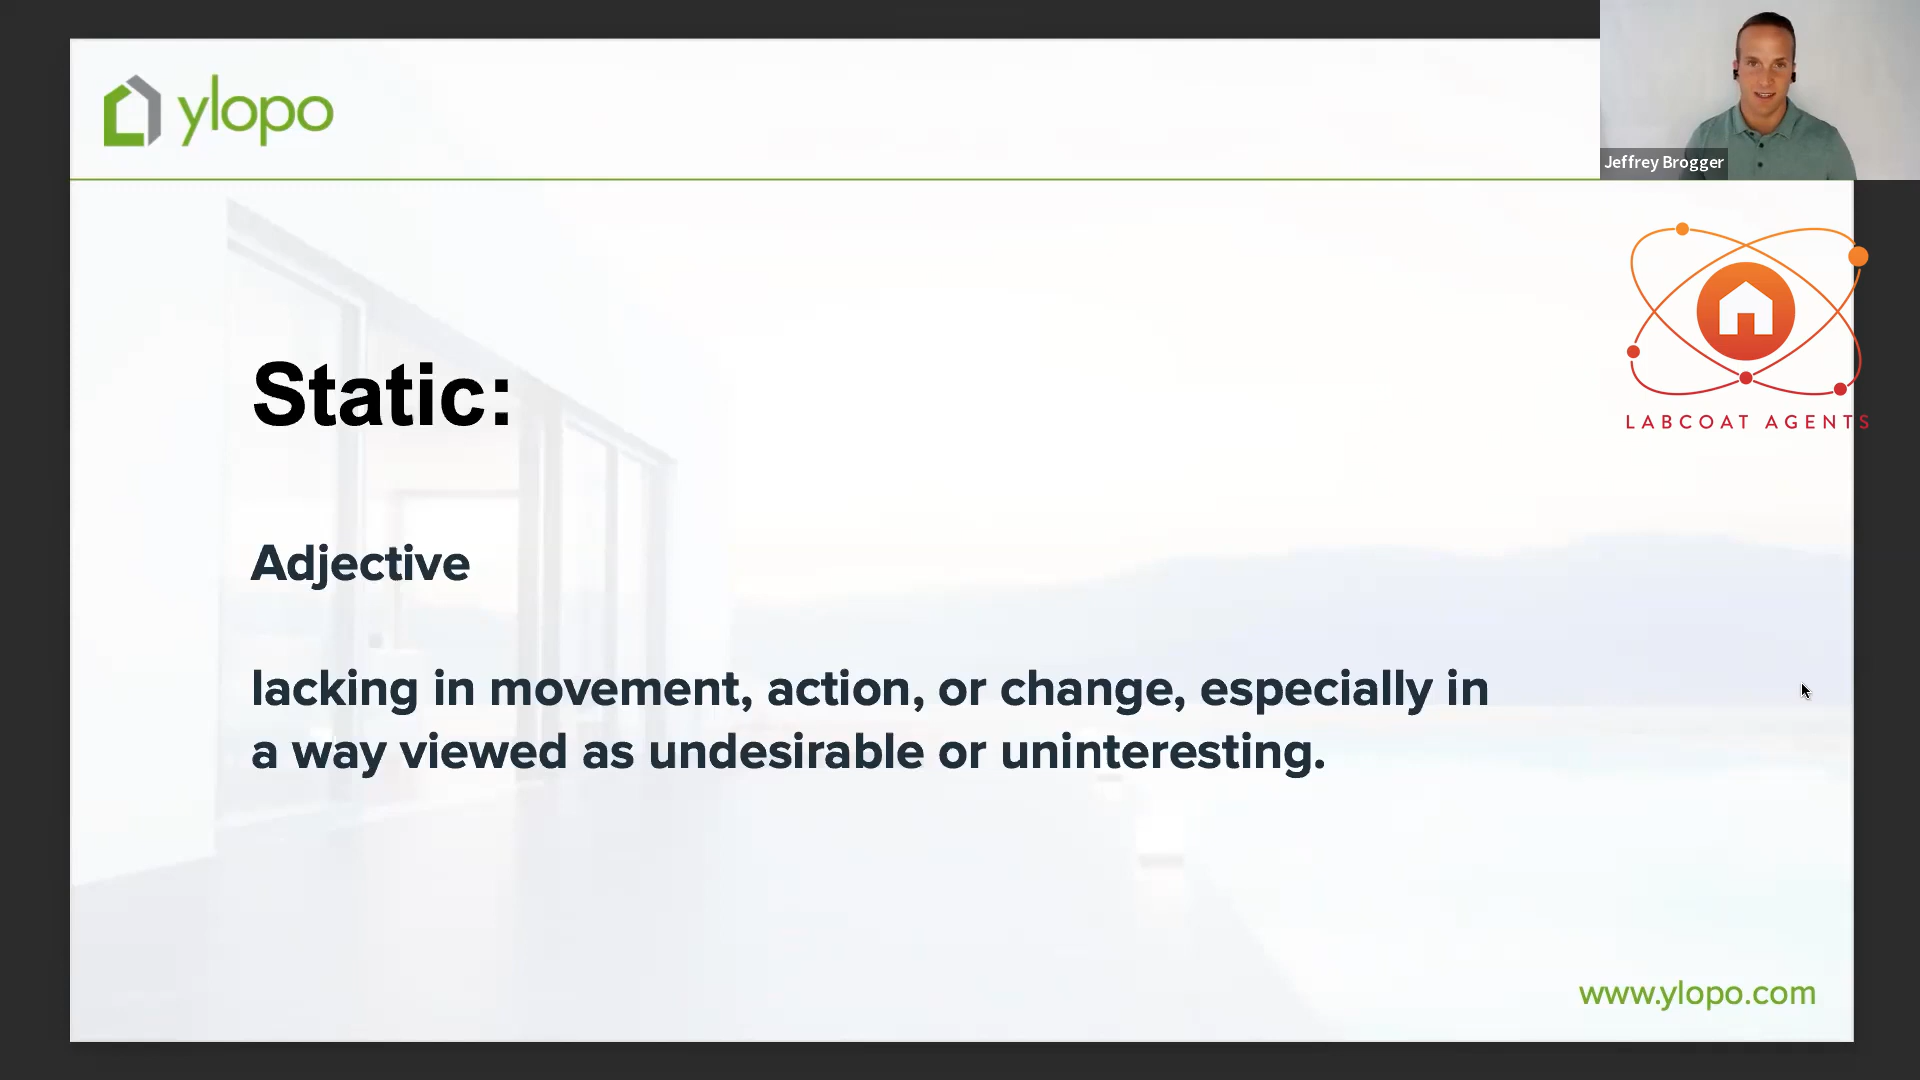 ylopo
Jeffrey Brogger
LABCOAT AGENTS
Static:
Adjective
lacking in movement, action, or change, especially in
a way viewed as undesirable or uninteresting.
www.ylopo.com